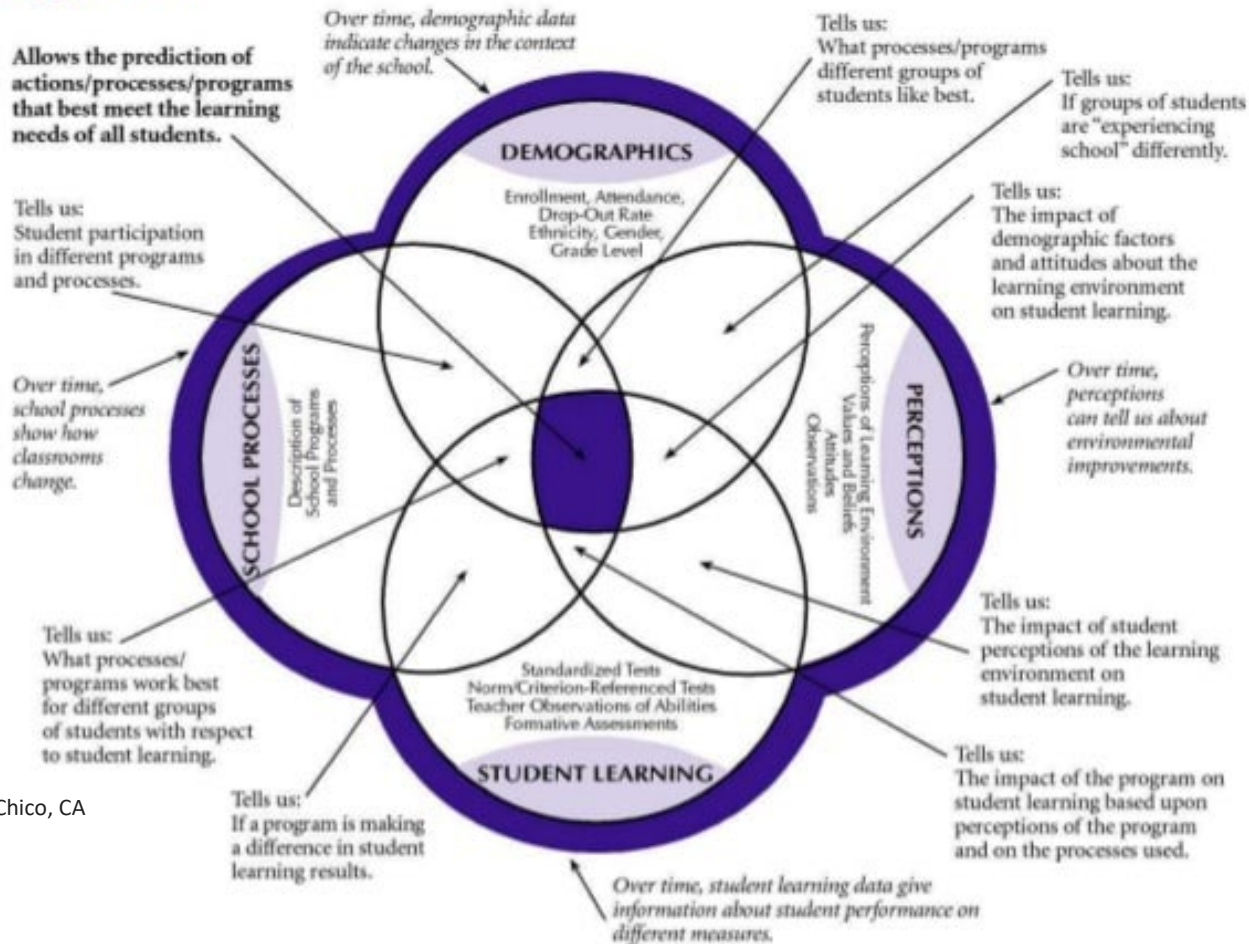 Over time, demographic data
indicate changes in the context
of the school.
Allows the prediction of
actions/processes/programs
that best meet the learning
needs of all students.
Tells us:
What processes/programs
different groups of
students like best.
Tells us:
If groups of students
are "experiencing
school" differently.
Tells us:
Student participation
in different programs
and processes.
Tells us:
The impact of
demographic factors
and attitudes about the
learning environment
on student learning.
DEMOGRAPHICS
Enrollment, Attendance,
Drop-Out Rate
Ethnicity, Gender,
Grade Level
Over time,
school processes
show how
classrooms
change.
SCHOOL PROCESSES
Description of
School Programs
and Processes
PERCEPTIONS
Perceptions of Learning Environment
Values and Beliefs
Attitudes
Observations
Over time,
perceptions
can tell us about
environmental
improvements.
Tells us:
What processes/
programs work best
for different groups
of students with respect
to student learning.
Standardized Tests
Norm/Criterion-Referenced Tests
Teacher Observations of Abilities
Formative Assessments
STUDENT LEARNING
Tells us:
The impact of student
perceptions of the learning
environment on
student learning.
Tells us:
The impact of the program on
student learning based upon
perceptions of the program
and on the processes used.
Chico, CA
Tells us:
If a program is making
a difference in student
learning results.
Over time, student learning data give
information about student performance on
different measures.